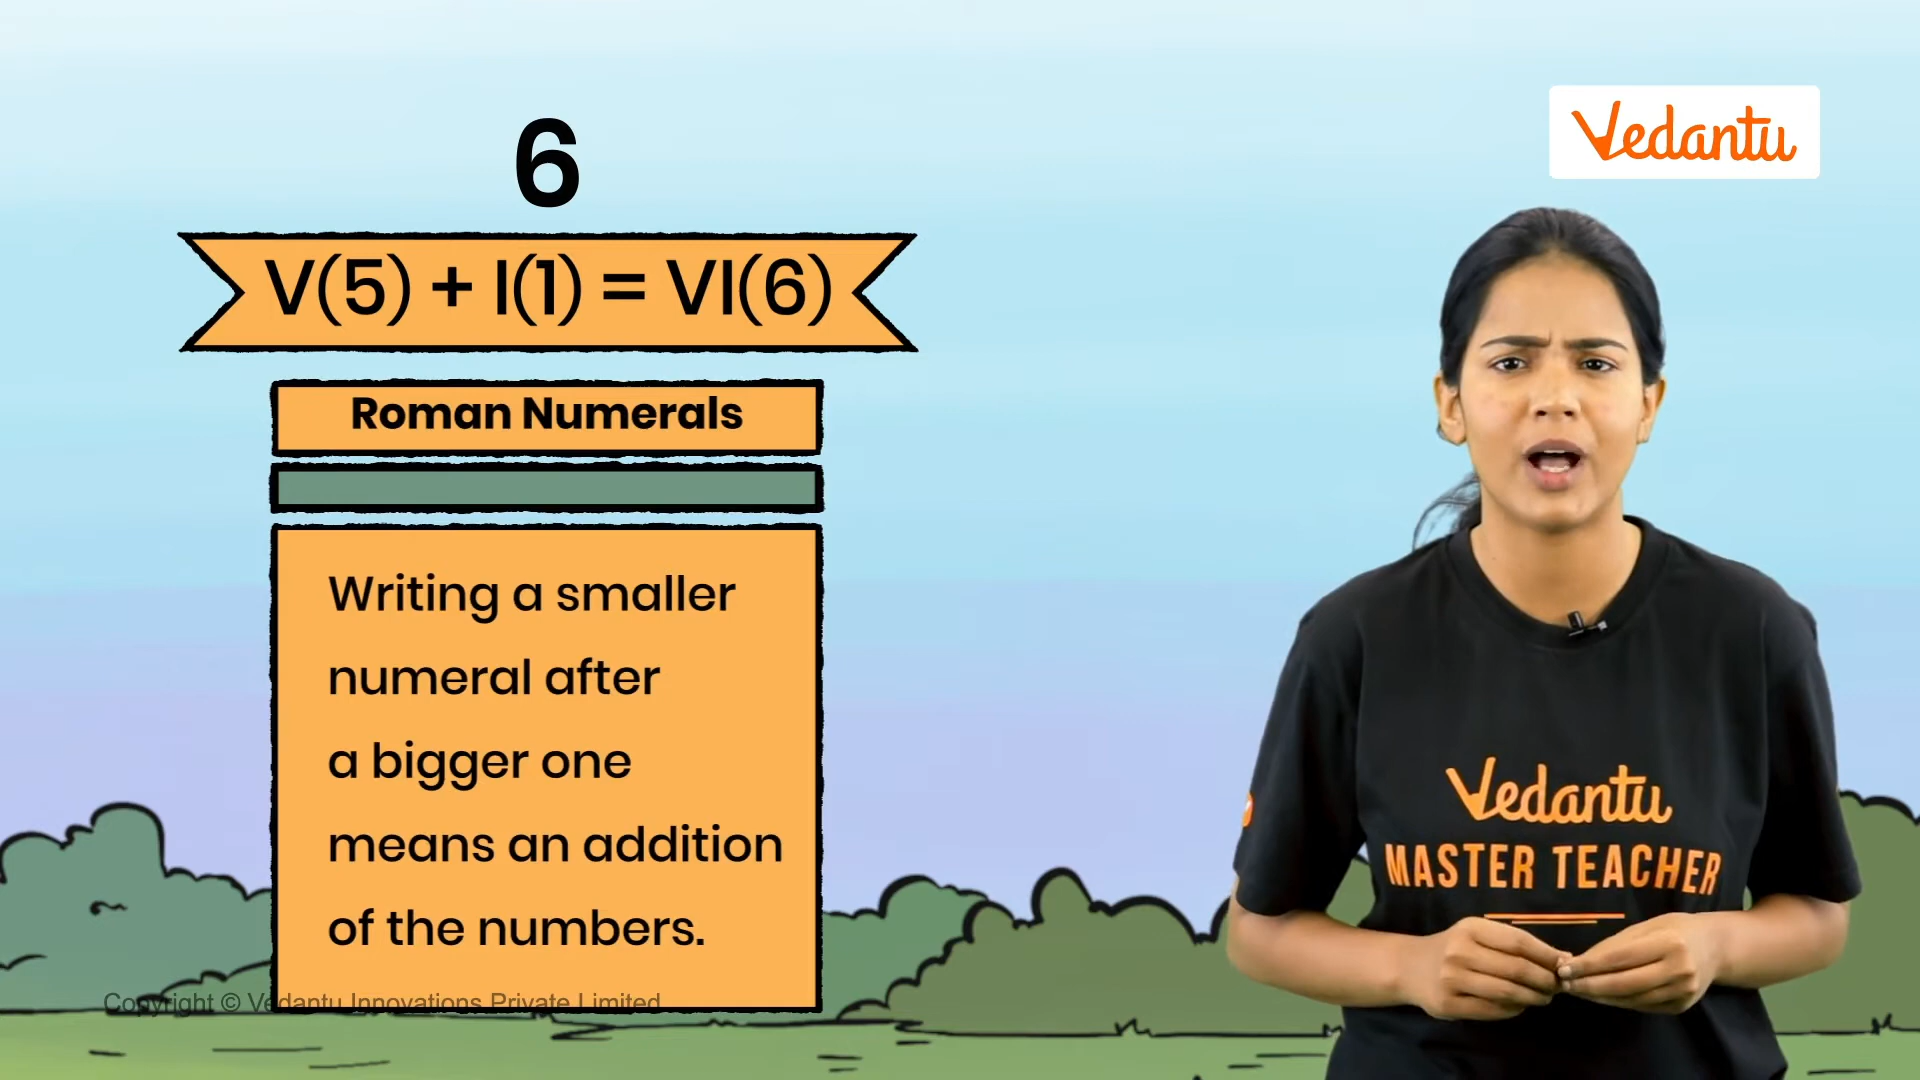 6
Vedantu
V(5) + I(1) = VI(6)
Roman Numerals
Writing a smaller
numeral after
a bigger one
means an addition
of the numbers.
Vedantu
MASTER TEACHER
Copyright © Vedantu Innovations Private Limited